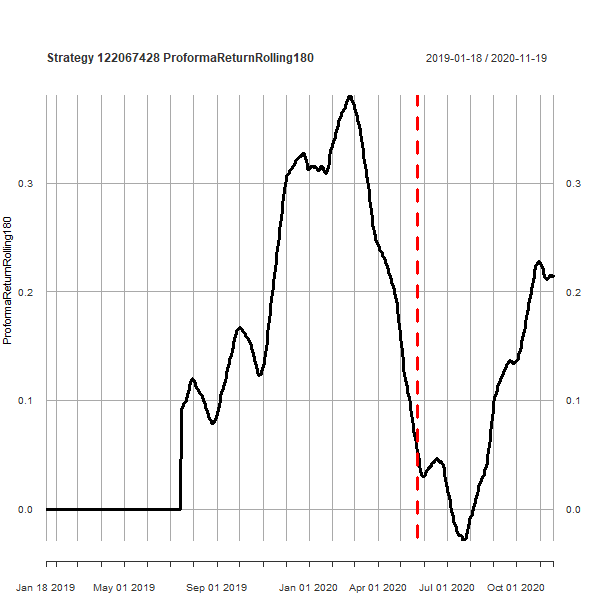 Strategy 122067428 ProformaReturnRolling180
2019-01-18 / 2020-11-19
ProformaReturnRolling180
0.3
0.3
0.2
0.2
0.1
0.1
0.0
0.0
Jan 18 2019
May 01 2019
Sep 01 2019
Jan 01 2020
Apr 01 2020
Jul 01 2020
Oct 01 2020